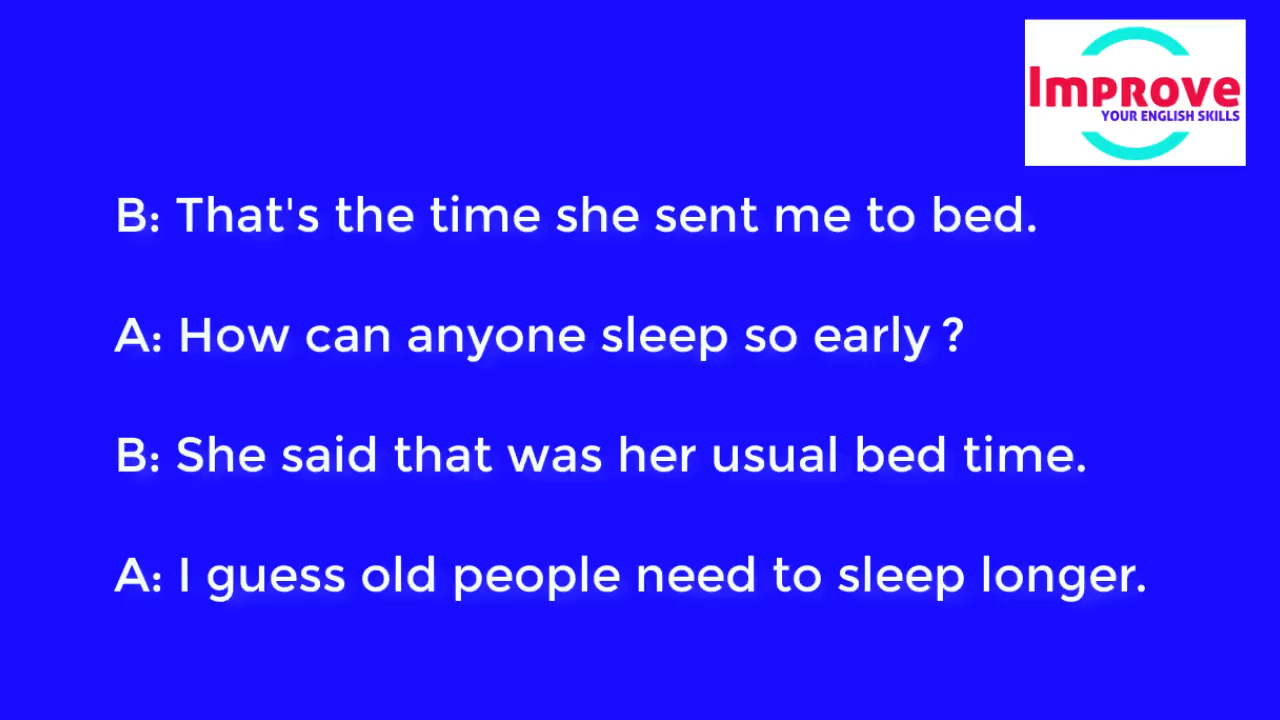 Improve
YOUR ENGLISH SKILLS
B: That's the time she sent me to bed.
A: How can anyone sleep so early ?
B: She said that was her usual bed time.
A: I guess old people need to sleep longer.